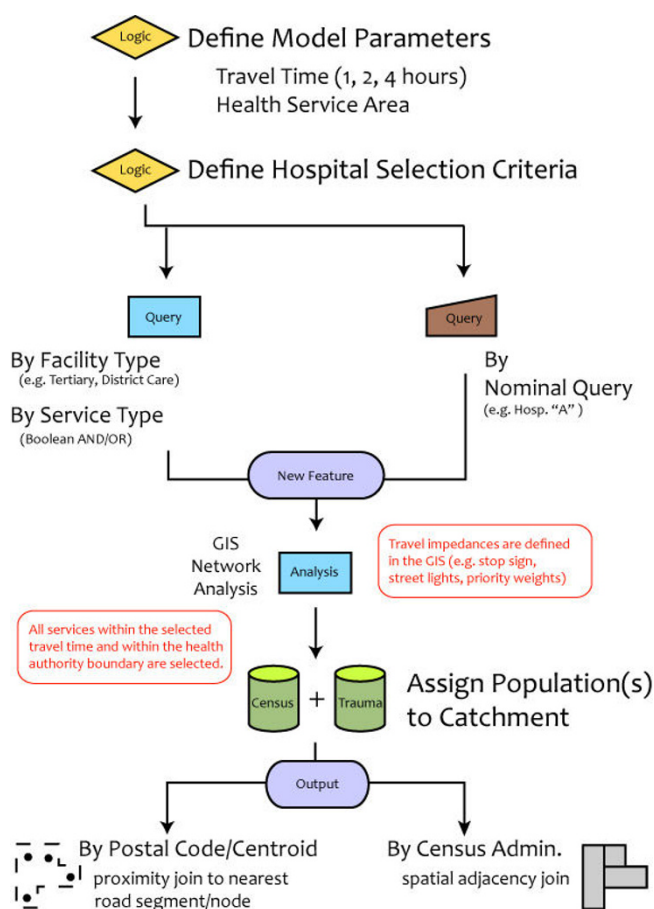 Logic
Define Model Parameters
Travel Time (1, 2, 4 hours)
Health Service Area
Logic
Define Hospital Selection Criteria
Query
Query
By Facility Type
(e.g. Tertiary, District Care)
By Service Type
(Boolean AND/OR)
By
Nominal Query
(e.g. Hosp. “A” )
New Feature
GIS
Network
Analysis
Analysis
Travel impedances are defined
in the GIS (e.g. stop sign,
street lights, priority weights)
All services within the selected
travel time and within the health
authority boundary are selected.
Census
+
Trauma
Assign Population(s)
to Catchment
Output
By Postal Code/Centroid
proximity join to nearest
road segment/node
By Census Admin.
spatial adjacency join